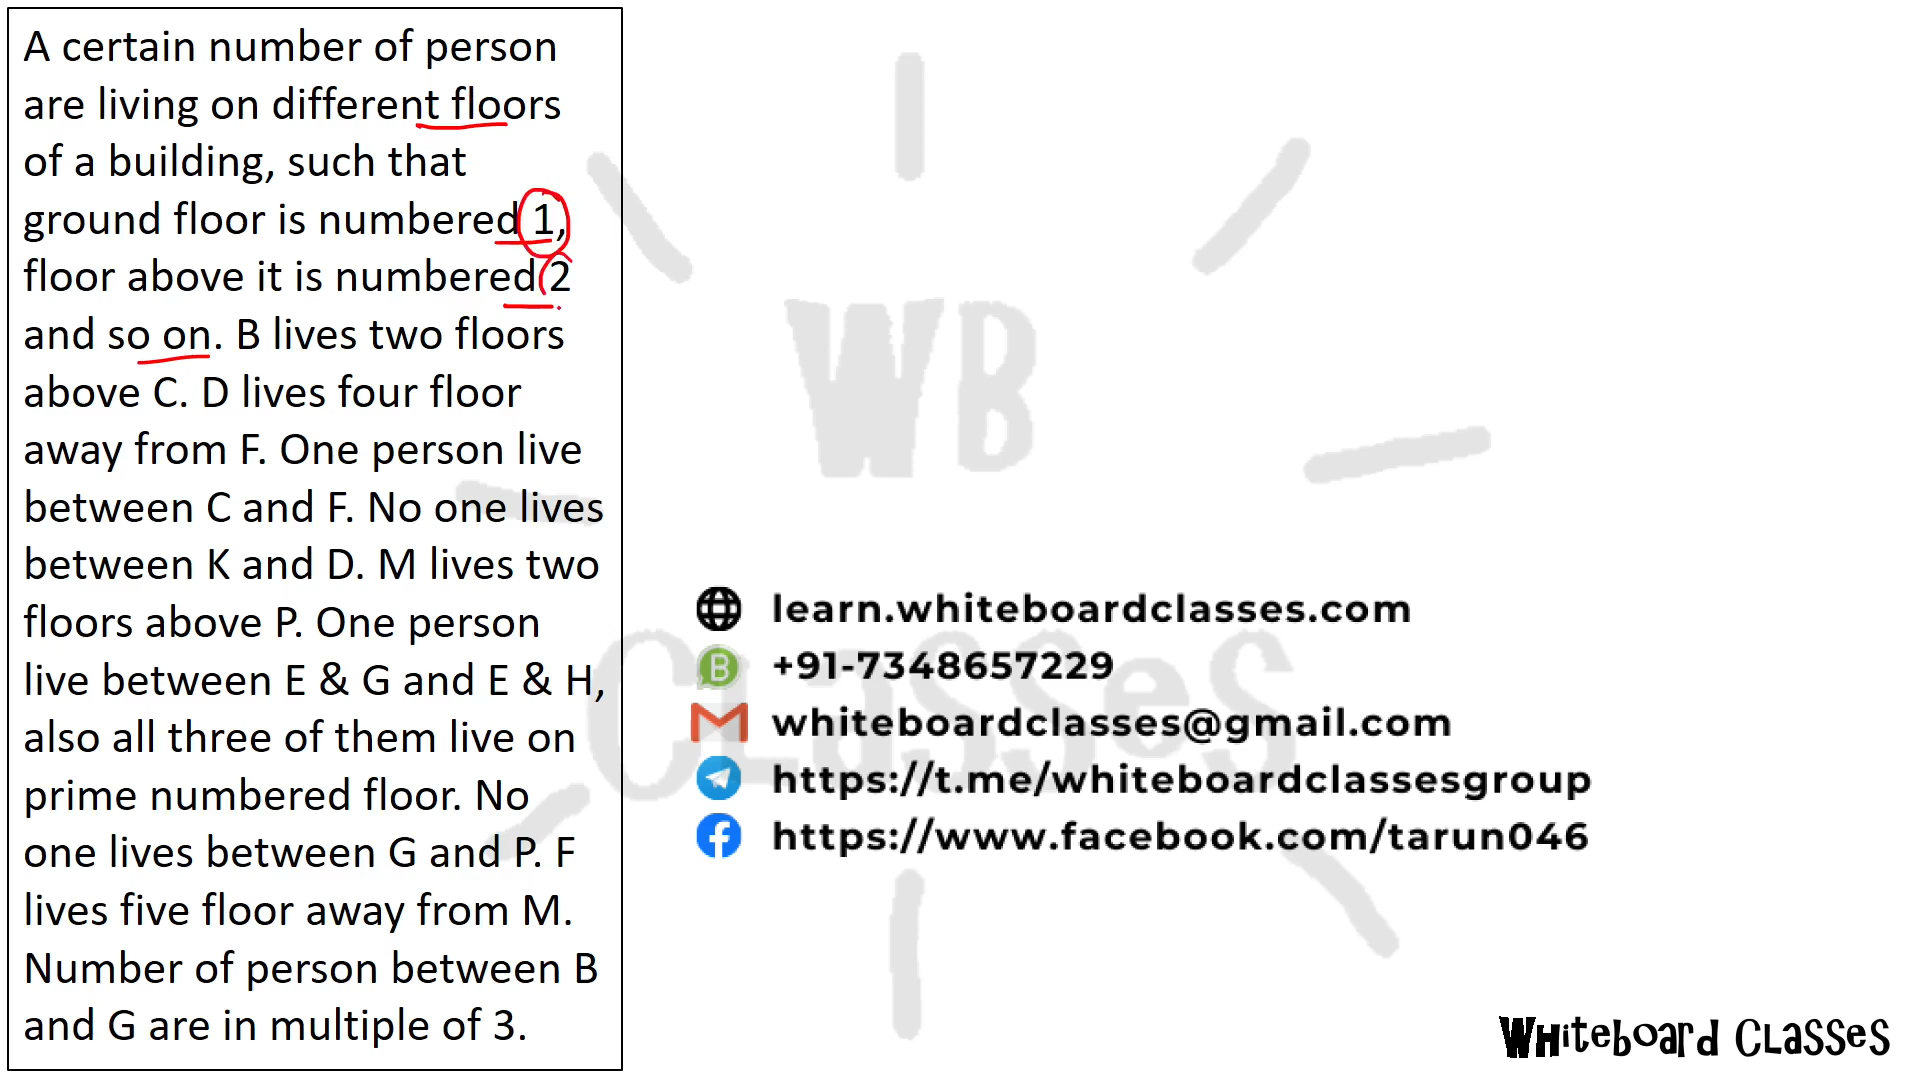 A certain number of person
are living on different floors
of a building, such that
ground floor is numbered 1,
floor above it is numbered 2
and so on. B lives two floors
above C. D lives four floor
away from F. One person live
between C and F. No one lives
between K and D. M lives two
floors above P. One person
live between E & G and E & H,
also all three of them live on
prime numbered floor. No
one lives between G and P. F
lives five floor away from M.
Number of person between B
and G are in multiple of 3.
WB
CLASSES
learn.whiteboardclasses.com
+91-7348657229
whiteboardclasses@gmail.com
https://t.me/whiteboardclassesgroup
https://www.facebook.com/tarun046
Whiteboard Classes